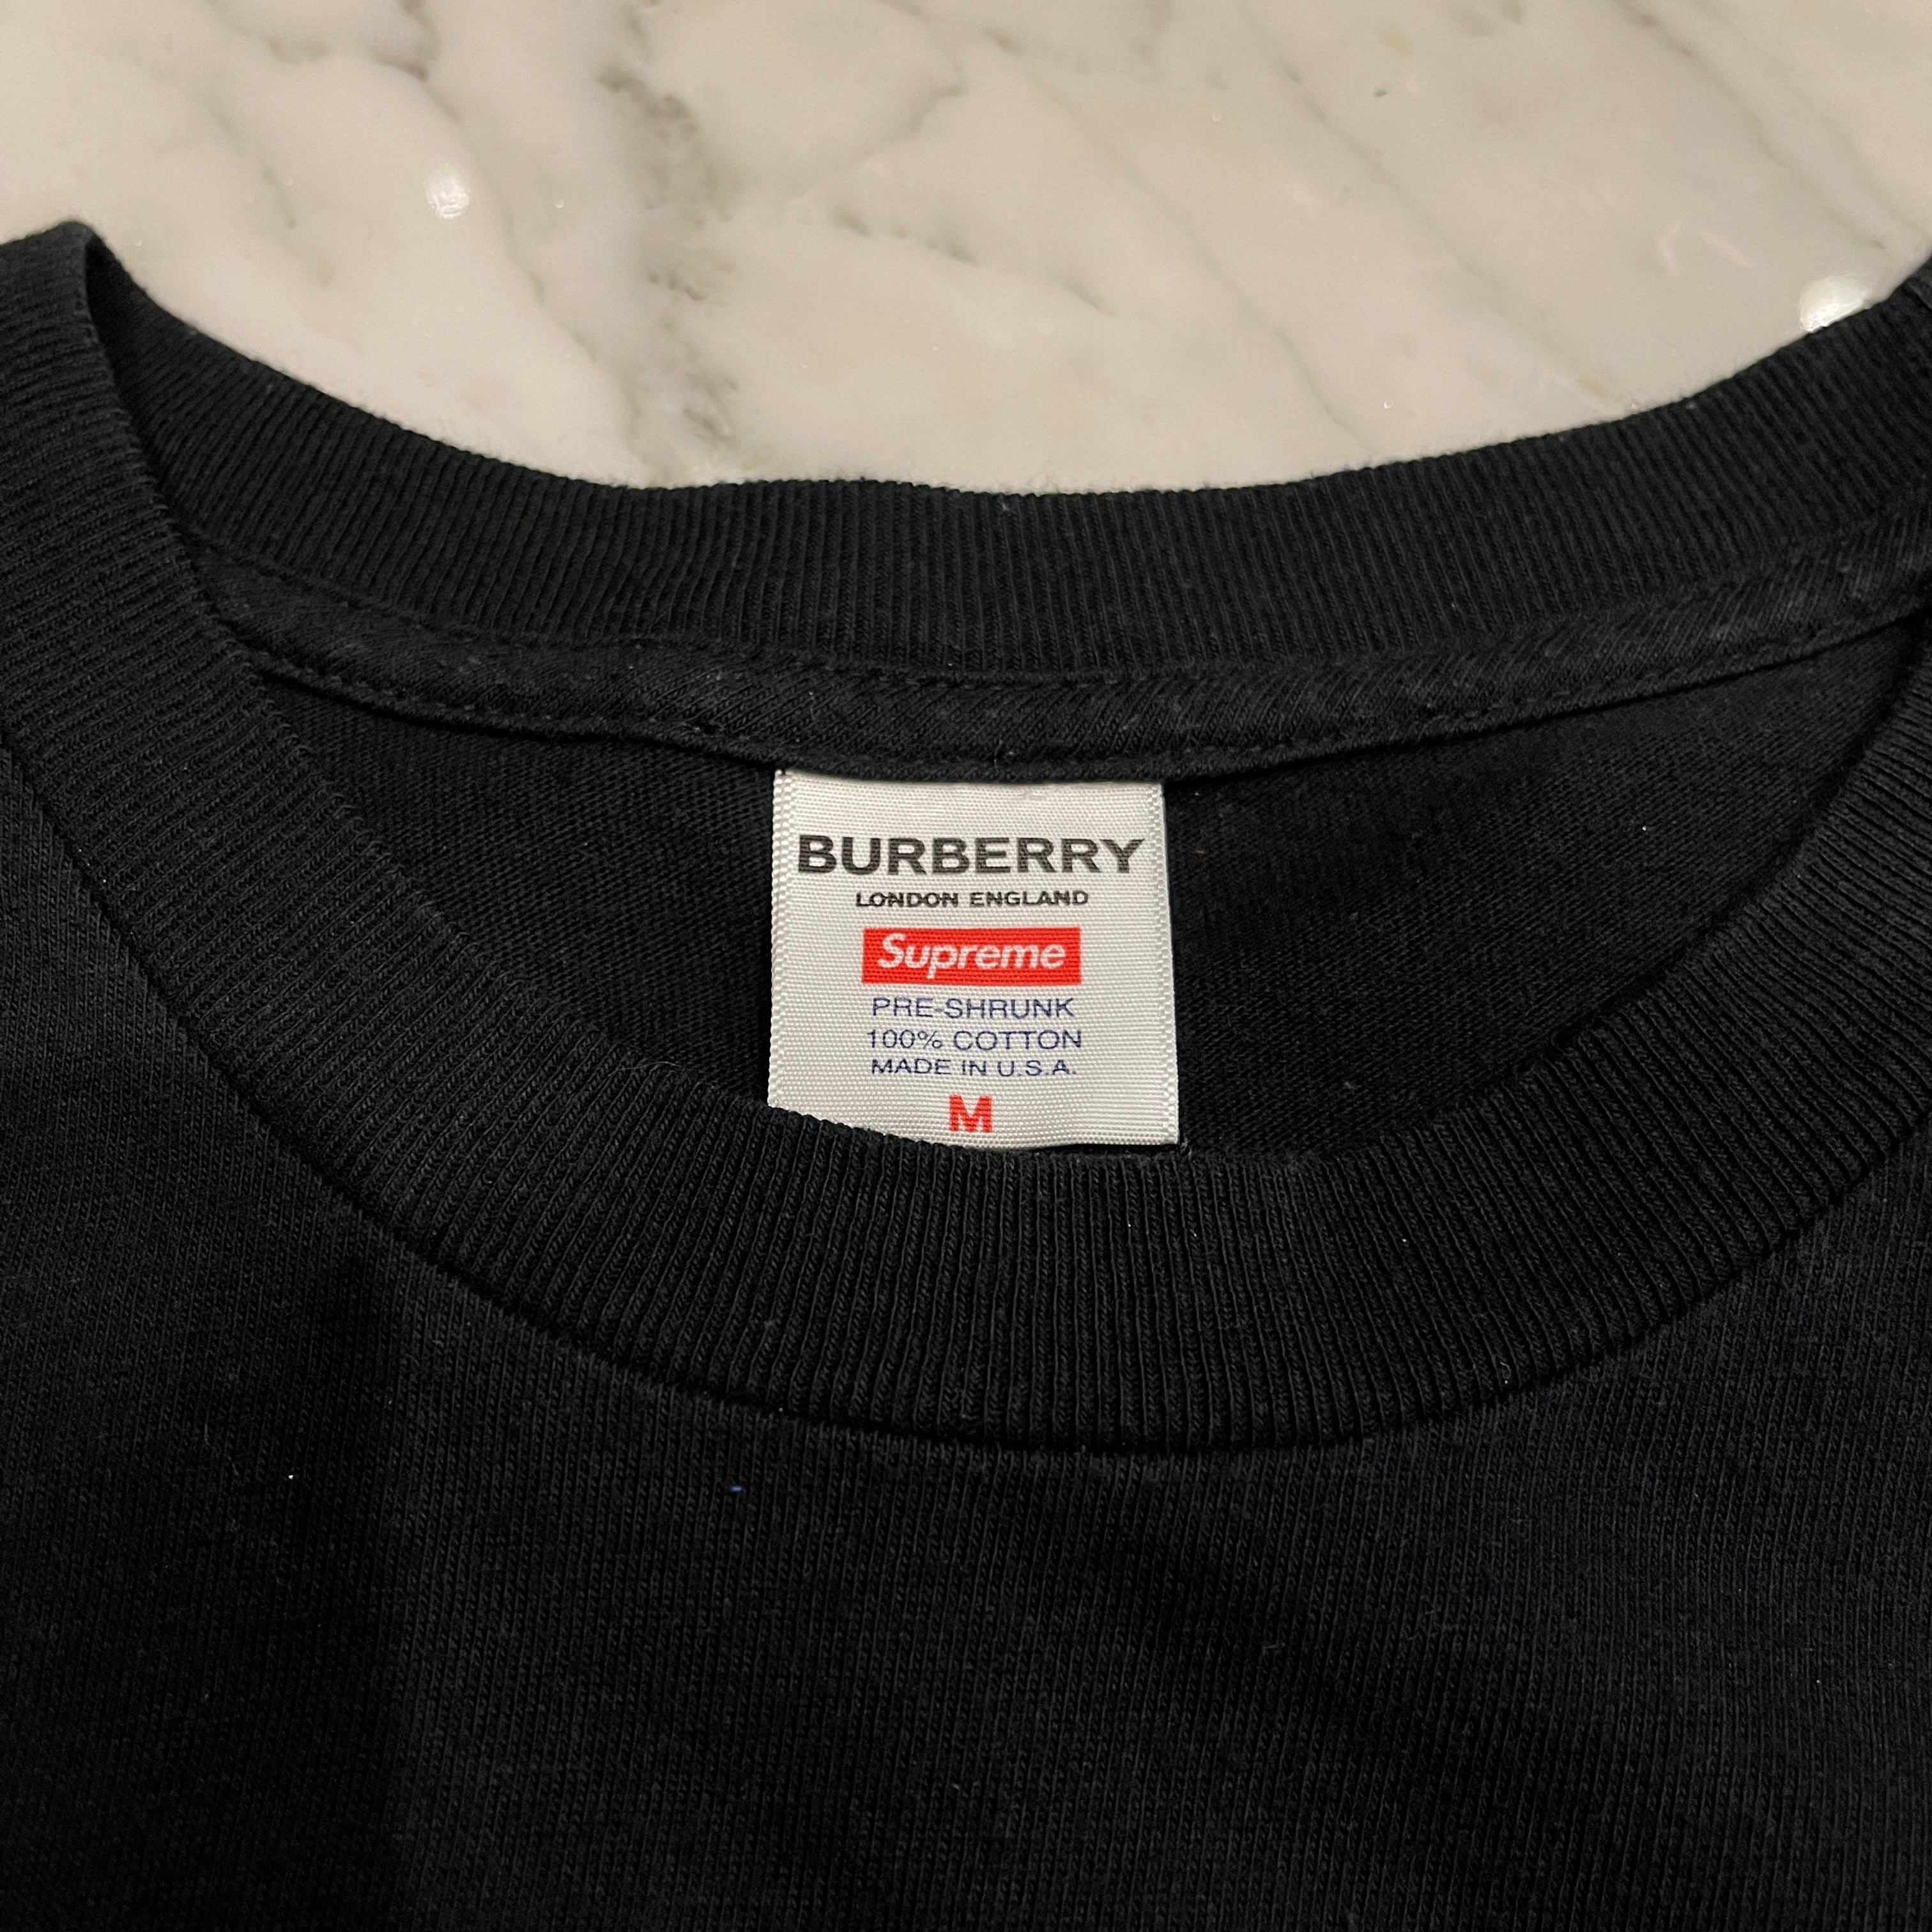 BURBERRY
LONDON ENGLAND
Supreme
PRE-SHRUNK
100% COTTON
MADE IN U.S.A.
M